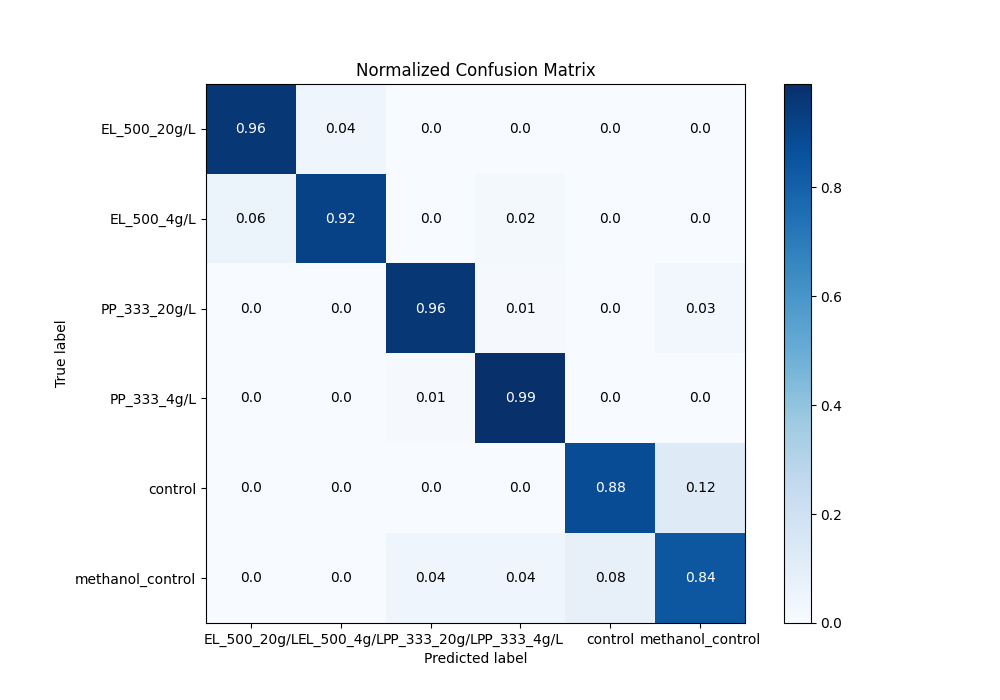 Normalized Confusion Matrix
EL_500_20g/L 0.96 0.04 0.0 0.0 0.0 0.0
EL_500_4g/L 0.06 0.92 0.0 0.02 0.0 0.0
PP_333_20g/L 0.0 0.0 0.96 0.01 0.0 0.03
PP_333_4g/L 0.0 0.0 0.01 0.99 0.0 0.0
control 0.0 0.0 0.0 0.0 0.88 0.12
methanol_control 0.0 0.0 0.04 0.04 0.08 0.84
EL_500_20g/L EL_500_4g/L PP_333_20g/L PP_333_4g/L control methanol_control
Predicted label
True label
0.8
0.6
0.4
0.2
0.0